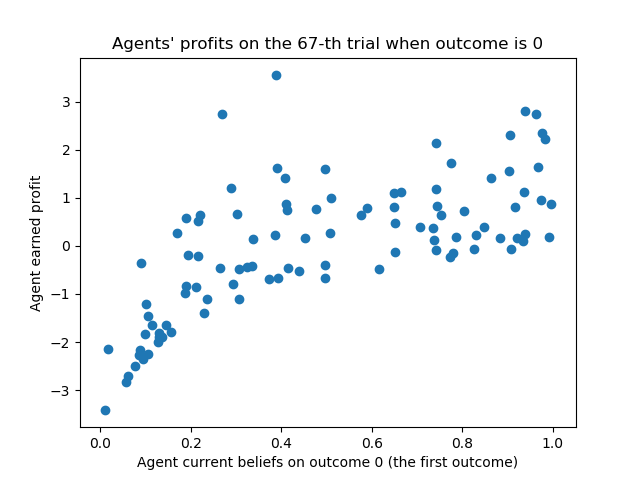 Agents' profits on the 67-th trial when outcome is 0
Agent earned profit
3
2
1
0
−1
−2
−3
0.0 0.2 0.4 0.6 0.8 1.0
Agent current beliefs on outcome 0 (the first outcome)